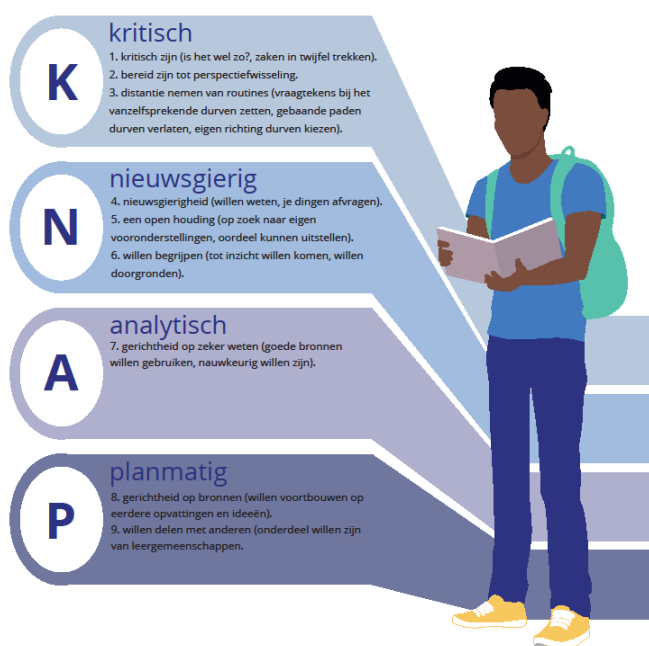 K
kritisch
1. kritisch zijn (is het wel zo?, zaken in twijfel trekken).
2. bereid zijn tot perspectiefwisseling.
3. distantie nemen van routines (vraagtekens bij het
vanzelfsprekende durven zetten, gebaande paden
durven verlaten, eigen richting durven kiezen).
N
nieuwsgierig
4. nieuwsgierigheid (willen weten, je dingen afvragen).
5. een open houding (op zoek naar eigen
vooronderstellingen, oordeel kunnen uitstellen).
6. willen begrijpen (tot inzicht willen komen, willen
doorgronden).
A
analytisch
7. gerichtheid op zeker weten (goede bronnen
willen gebruiken, nauwkeurig willen zijn).
P
planmatig
8. gerichtheid op bronnen (willen voortbouwen op
eerdere opvattingen en ideeën).
9. willen delen met anderen (onderdeel willen zijn
van leergemeenschappen.